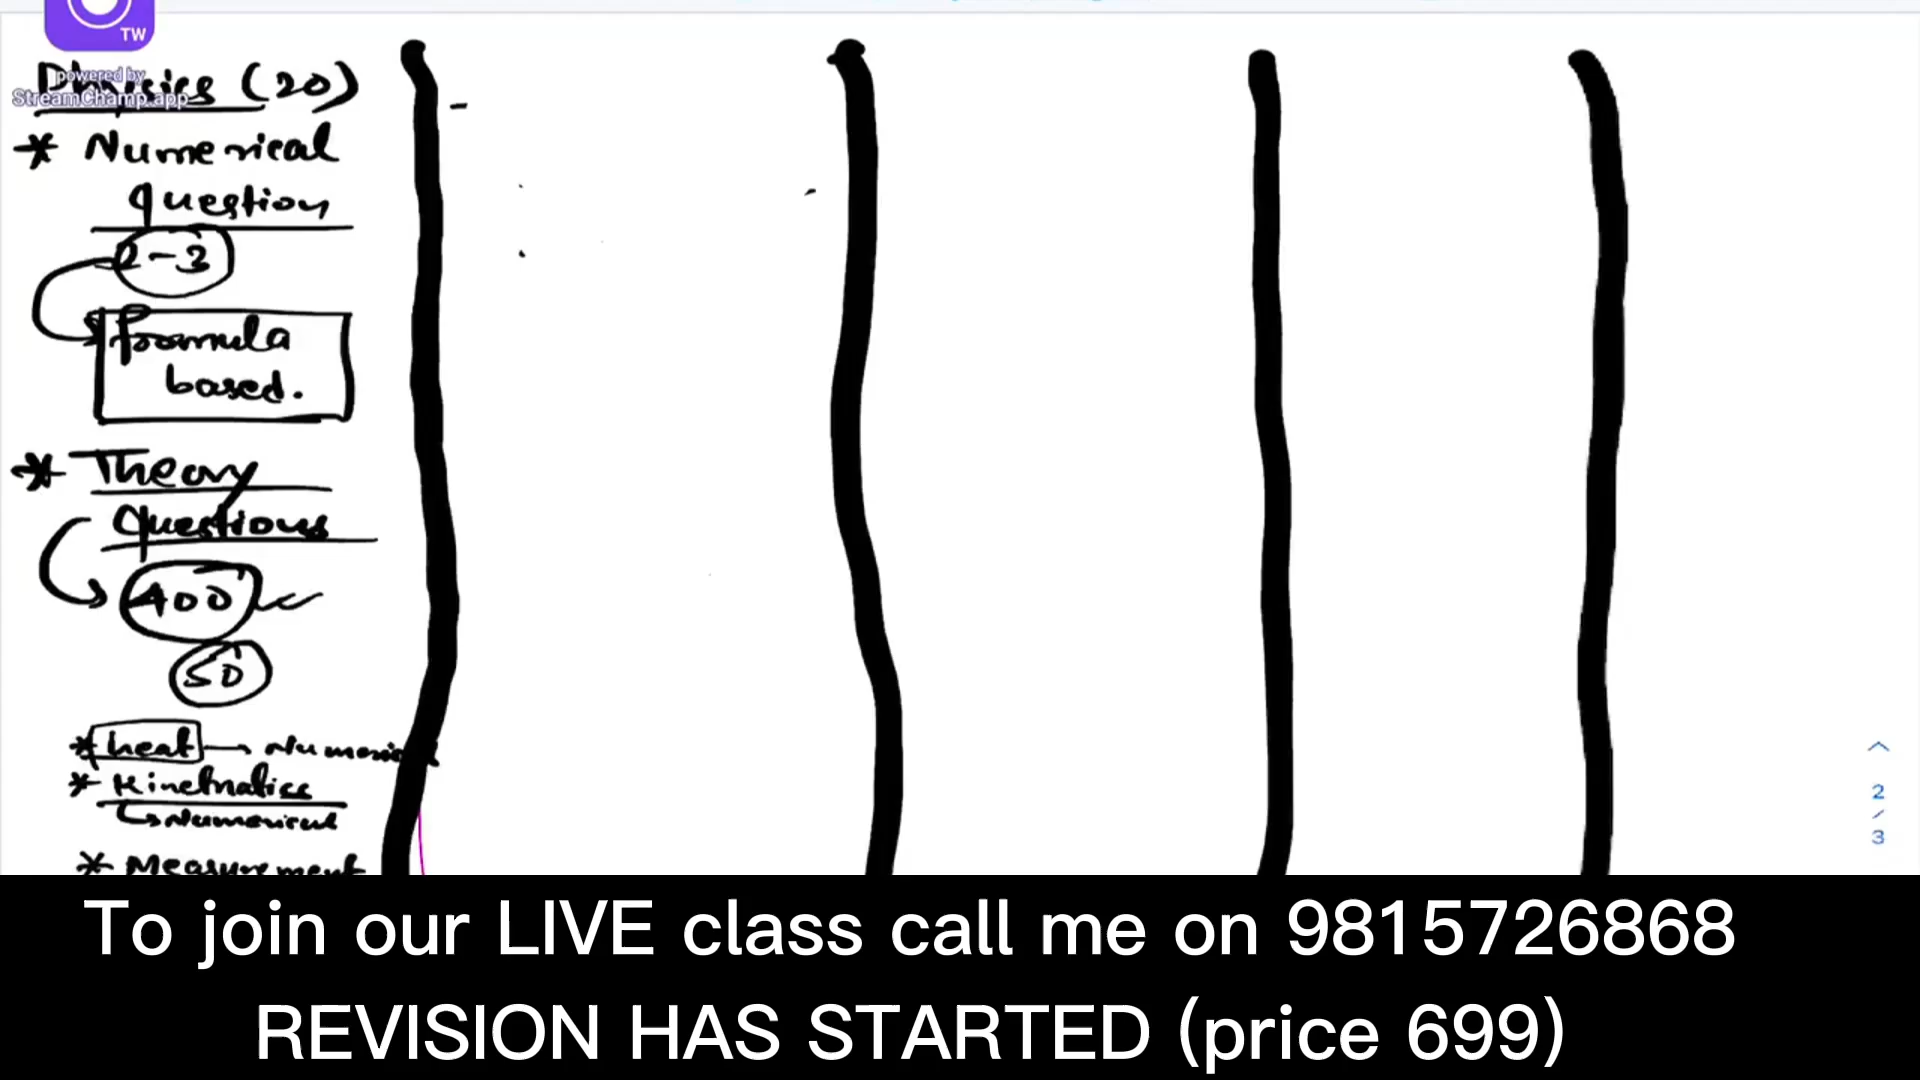 TW
powered by
StreamChamp.app
Physics (20)
* Numerical
question
2-3
formula
based.
* Theory
Questions
400
50
* heat → Numerical
* Kinematics
↳ Numerical
* Measurement
2
/
3
To join our LIVE class call me on 9815726868
REVISION HAS STARTED (price 699)